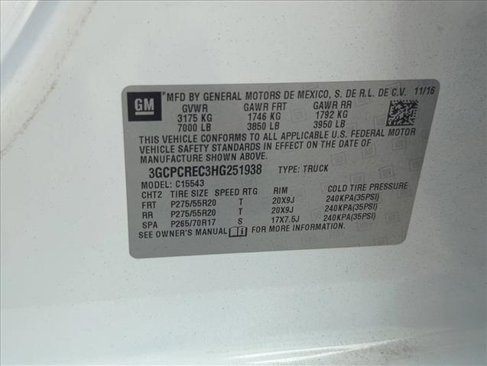 GM
MFD BY GENERAL MOTORS DE MEXICO, S. DE R.L. DE C.V. 11/16
GVWR GAWR FRT GAWR RR
3175 KG 1746 KG 1792 KG
7000 LB 3850 LB 3950 LB
THIS VEHICLE CONFORMS TO ALL APPLICABLE U.S. FEDERAL MOTOR
VEHICLE SAFETY STANDARDS IN EFFECT ON THE DATE OF
MANUFACTURE SHOWN ABOVE.
3GCPCREC3HG251938 TYPE: TRUCK
MODEL: C15543
CHT2 TIRE SIZE SPEED RTG RIM COLD TIRE PRESSURE
FRT P275/55R20 T 20X9J 240KPA(35PSI)
RR P275/55R20 T 20X9J 240KPA(35PSI)
SPA P265/70R17 S 17X7.5J 240KPA(35PSI)
SEE OWNER'S MANUAL FOR MORE INFORMATION.